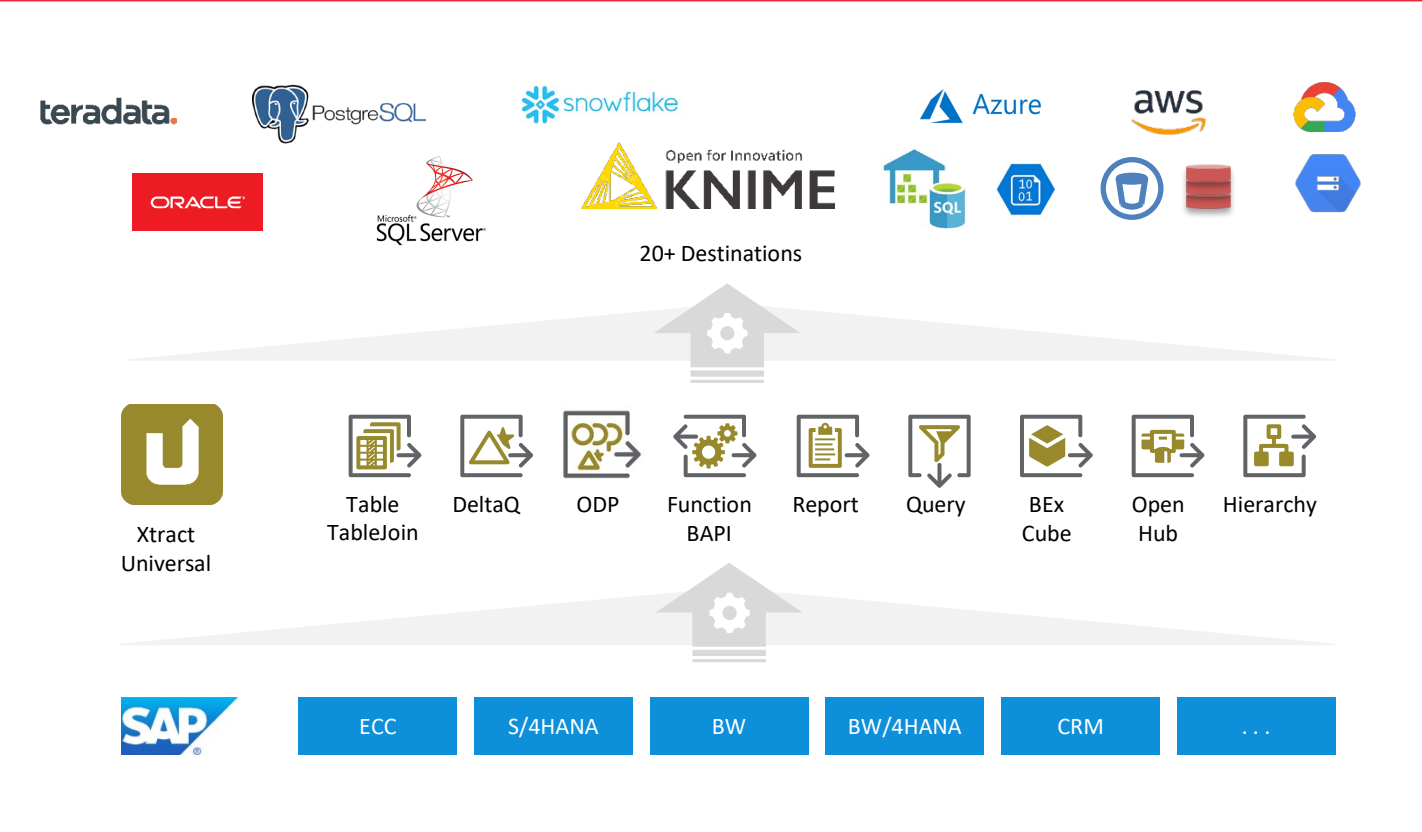 teradata.
PostgreSQL
snowflake
Azure
aws
ORACLE®
Microsoft®
SQL Server®
Open for Innovation
KNIME
SQL
10
01
20+ Destinations
Xtract
Universal
Table
TableJoin
DeltaQ
ODP
Function
BAPI
Report
Query
BEx
Cube
Open
Hub
Hierarchy
SAP®
ECC
S/4HANA
BW
BW/4HANA
CRM
. . .